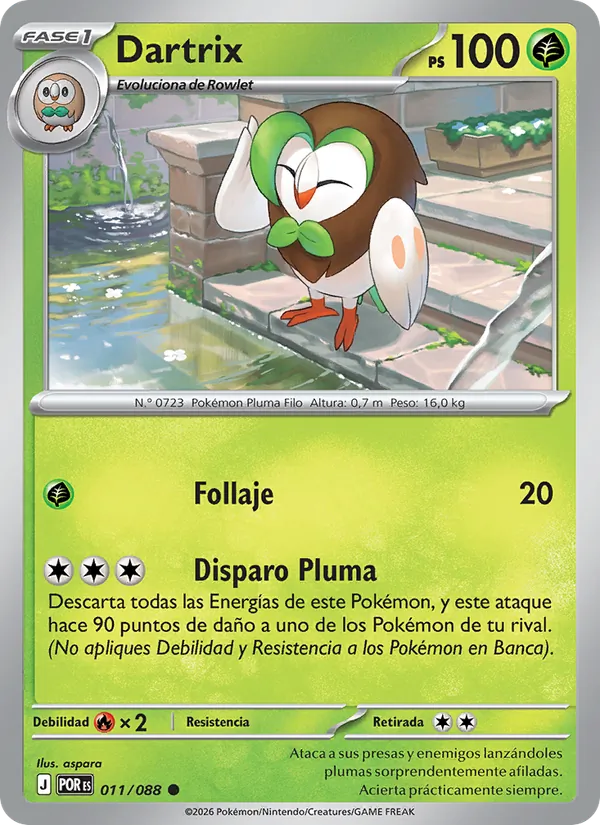 FASE 1
Dartrix
PS 100
Evoluciona de Rowlet
N.º 0723 Pokémon Pluma Filo Altura: 0,7 m Peso: 16,0 kg
Follaje 20
Disparo Pluma
Descarta todas las Energías de este Pokémon, y este ataque
hace 90 puntos de daño a uno de los Pokémon de tu rival.
(No apliques Debilidad y Resistencia a los Pokémon en Banca).
Debilidad ×2 Resistencia Retirada
Ilus. aspara
Ataca a sus presas y enemigos lanzándoles
plumas sorprendentemente afiladas.
Acierta prácticamente siempre.
J POR ES 011/088
©2026 Pokémon/Nintendo/Creatures/GAME FREAK